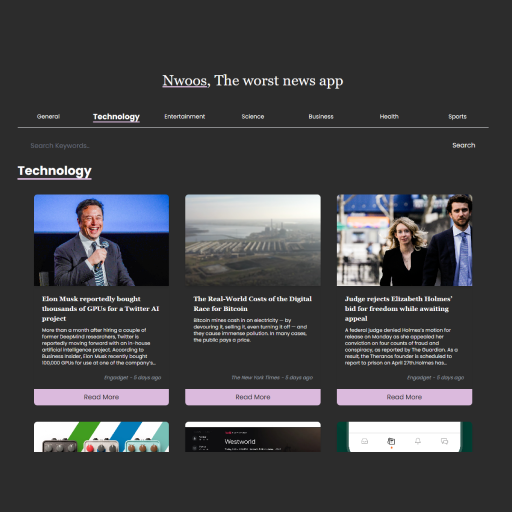 Nwoos, The worst news app
General Technology Entertainment Science Business Health Sports
Search Keywords.. Search
Technology
Elon Musk reportedly bought
thousands of GPUs for a Twitter AI
project
More than a month after hiring a couple of
former DeepMind researchers, Twitter is
reportedly moving forward with an in-house
artificial intelligence project. According to
Business Insider, Elon Musk recently bought
100,000 GPUs for use at one of the company's...
Engadget - 5 days ago
Read More
The Real-World Costs of the Digital
Race for Bitcoin
Bitcoin mines cash in on electricity — by
devouring it, selling it, even turning it off — and
they cause immense pollution. In many cases,
the public pays a price.
The New York Times - 5 days ago
Read More
Judge rejects Elizabeth Holmes'
bid for freedom while awaiting
appeal
A federal judge denied Holmes's motion for
release on Monday as she appealed her
conviction on four counts of fraud and
conspiracy, as reported by The Guardian. As a
result, the Theranos founder is scheduled to
report to prison on April 27th.Holmes has...
Engadget - 5 days ago
Read More
Westworld